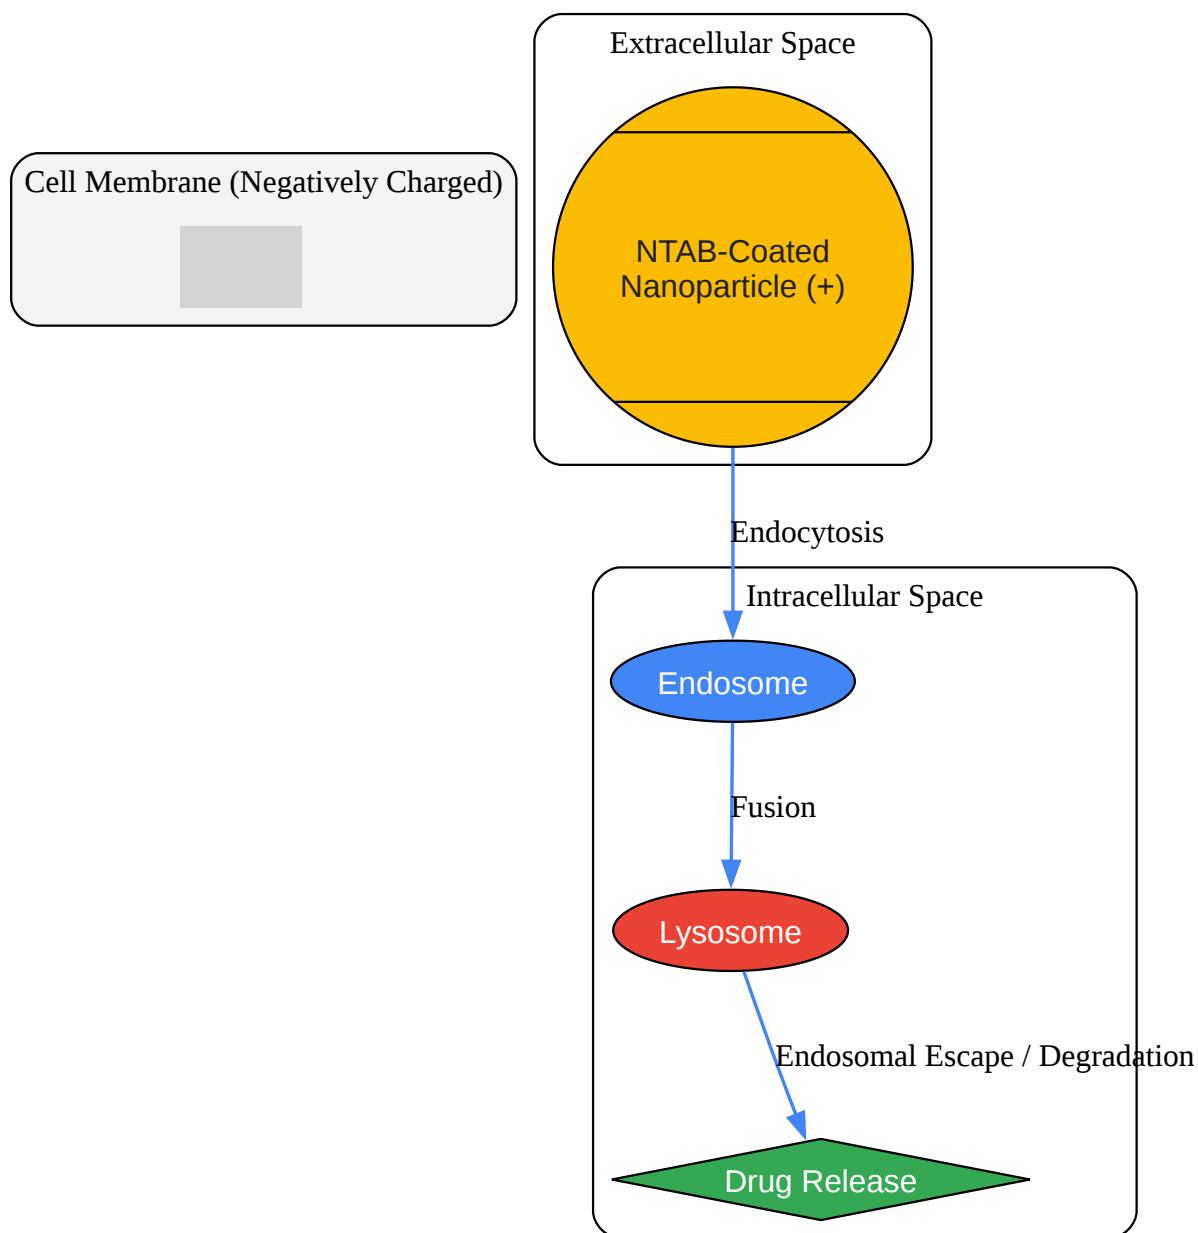 Extracellular Space
Cell Membrane (Negatively Charged)
NTAB-Coated
Nanoparticle (+)
Endocytosis
Intracellular Space
Endosome
Fusion
Lysosome
Endosomal Escape / Degradation
Drug Release